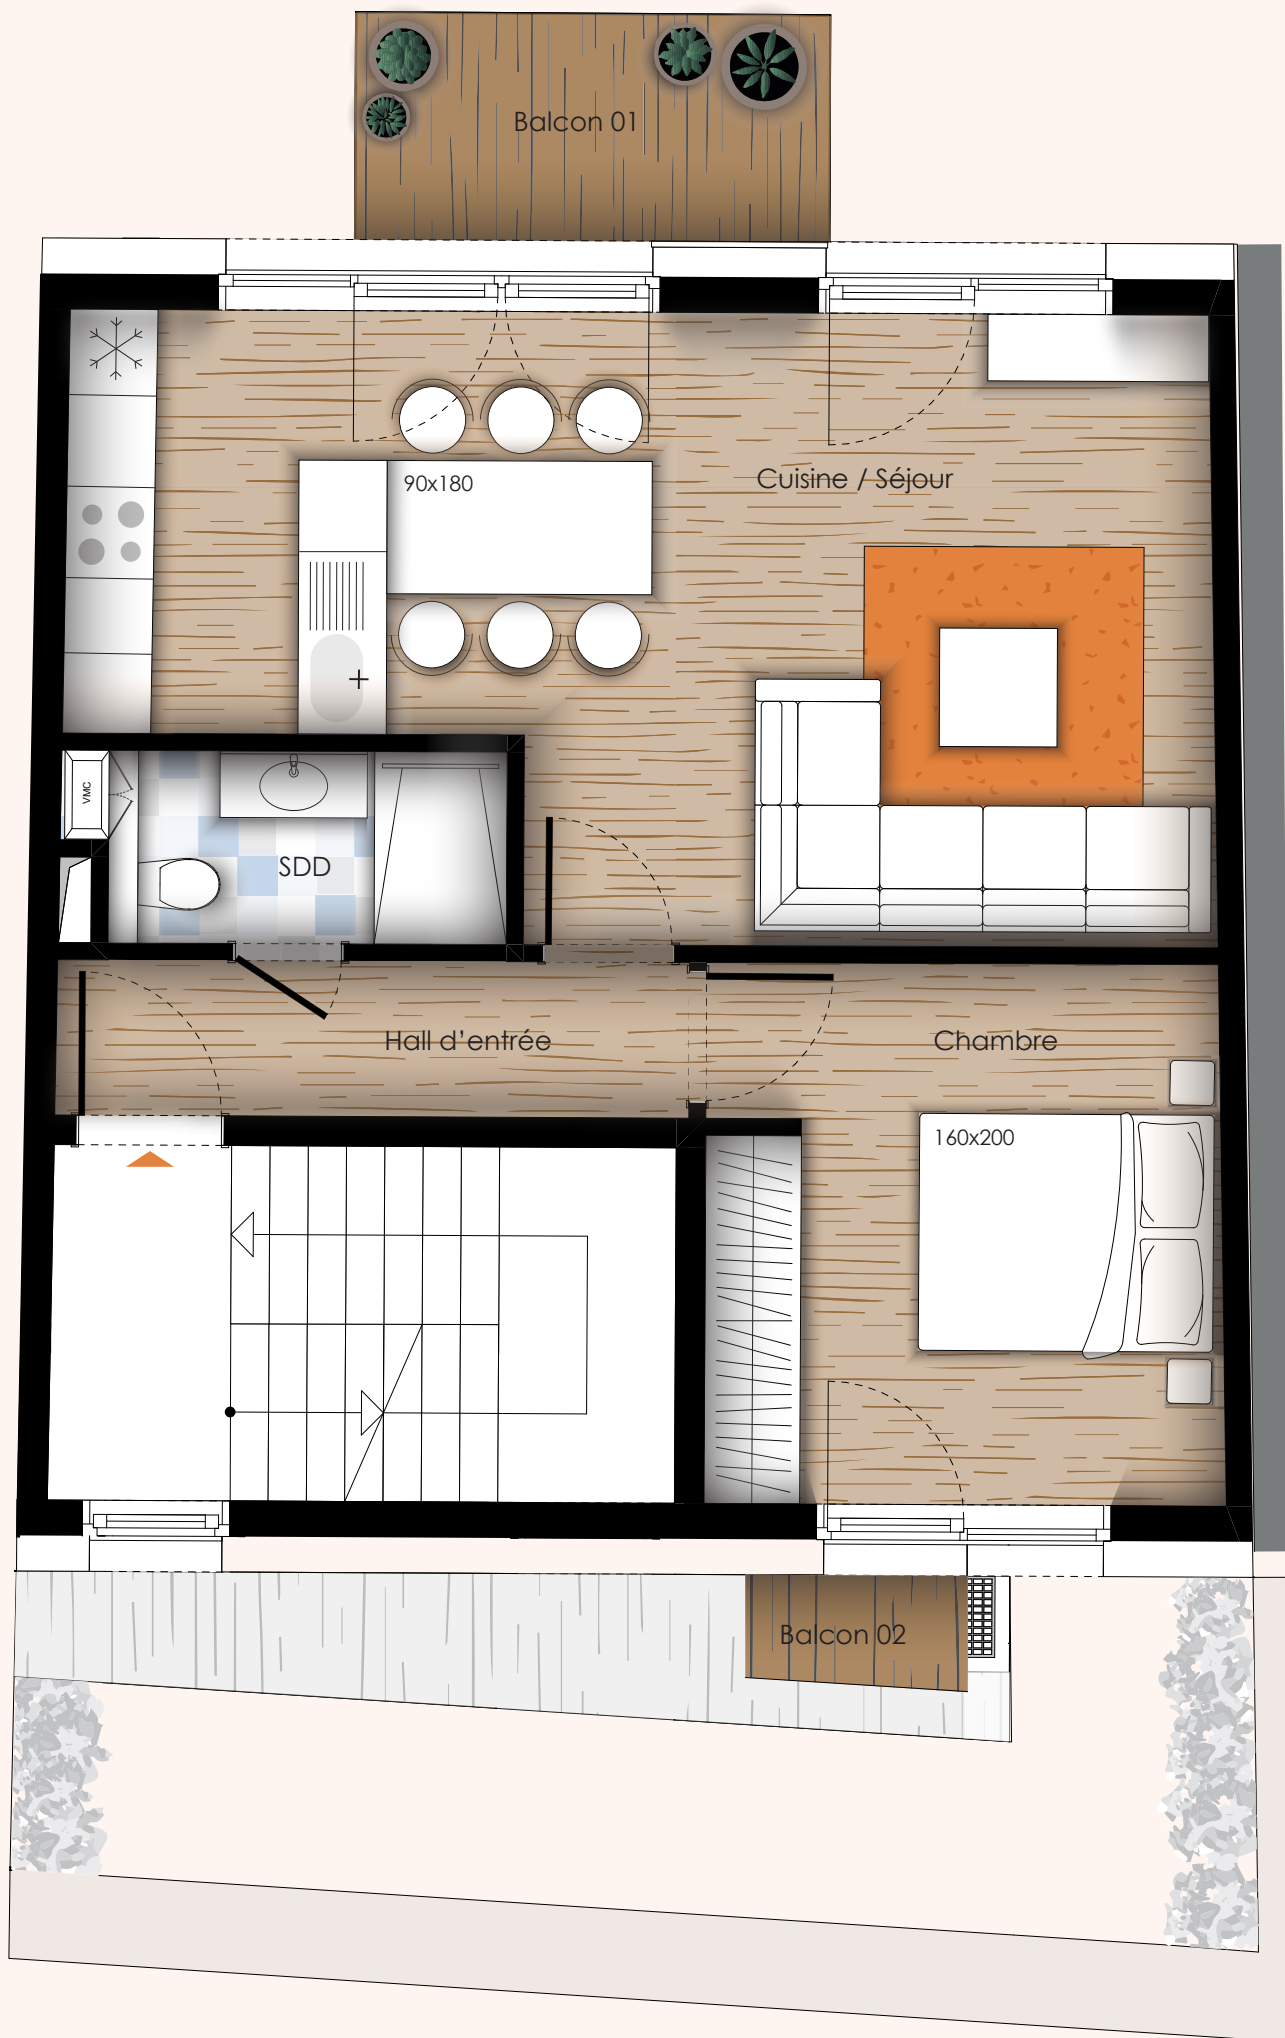 Balcon 01
90x180
Cuisine / Séjour
VMC
SDD
Hall d’entrée
Chambre
160x200
Balcon 02